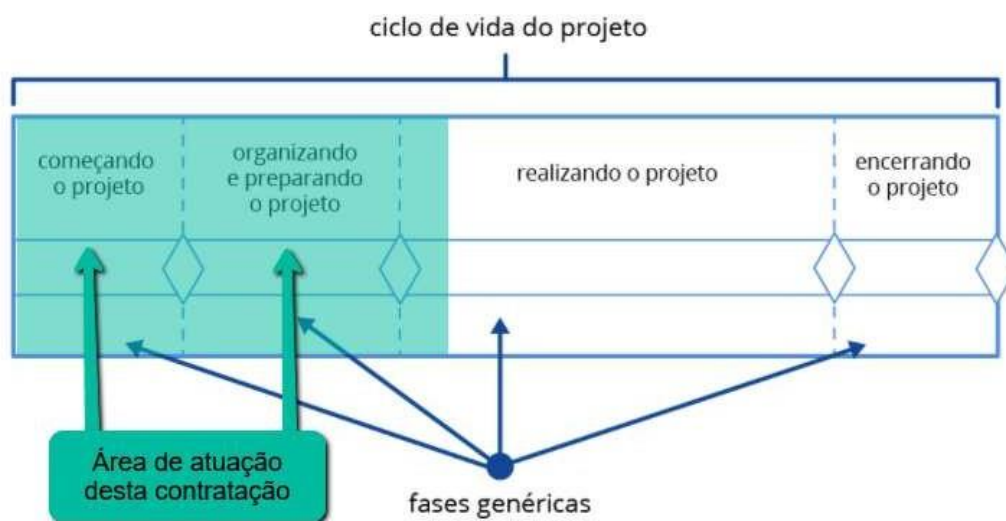 ciclo de vida do projeto
começando
o projeto
organizando
e preparando
o projeto
realizando o projeto
encerrando
o projeto
Área de atuação
desta contratação
fases genéricas